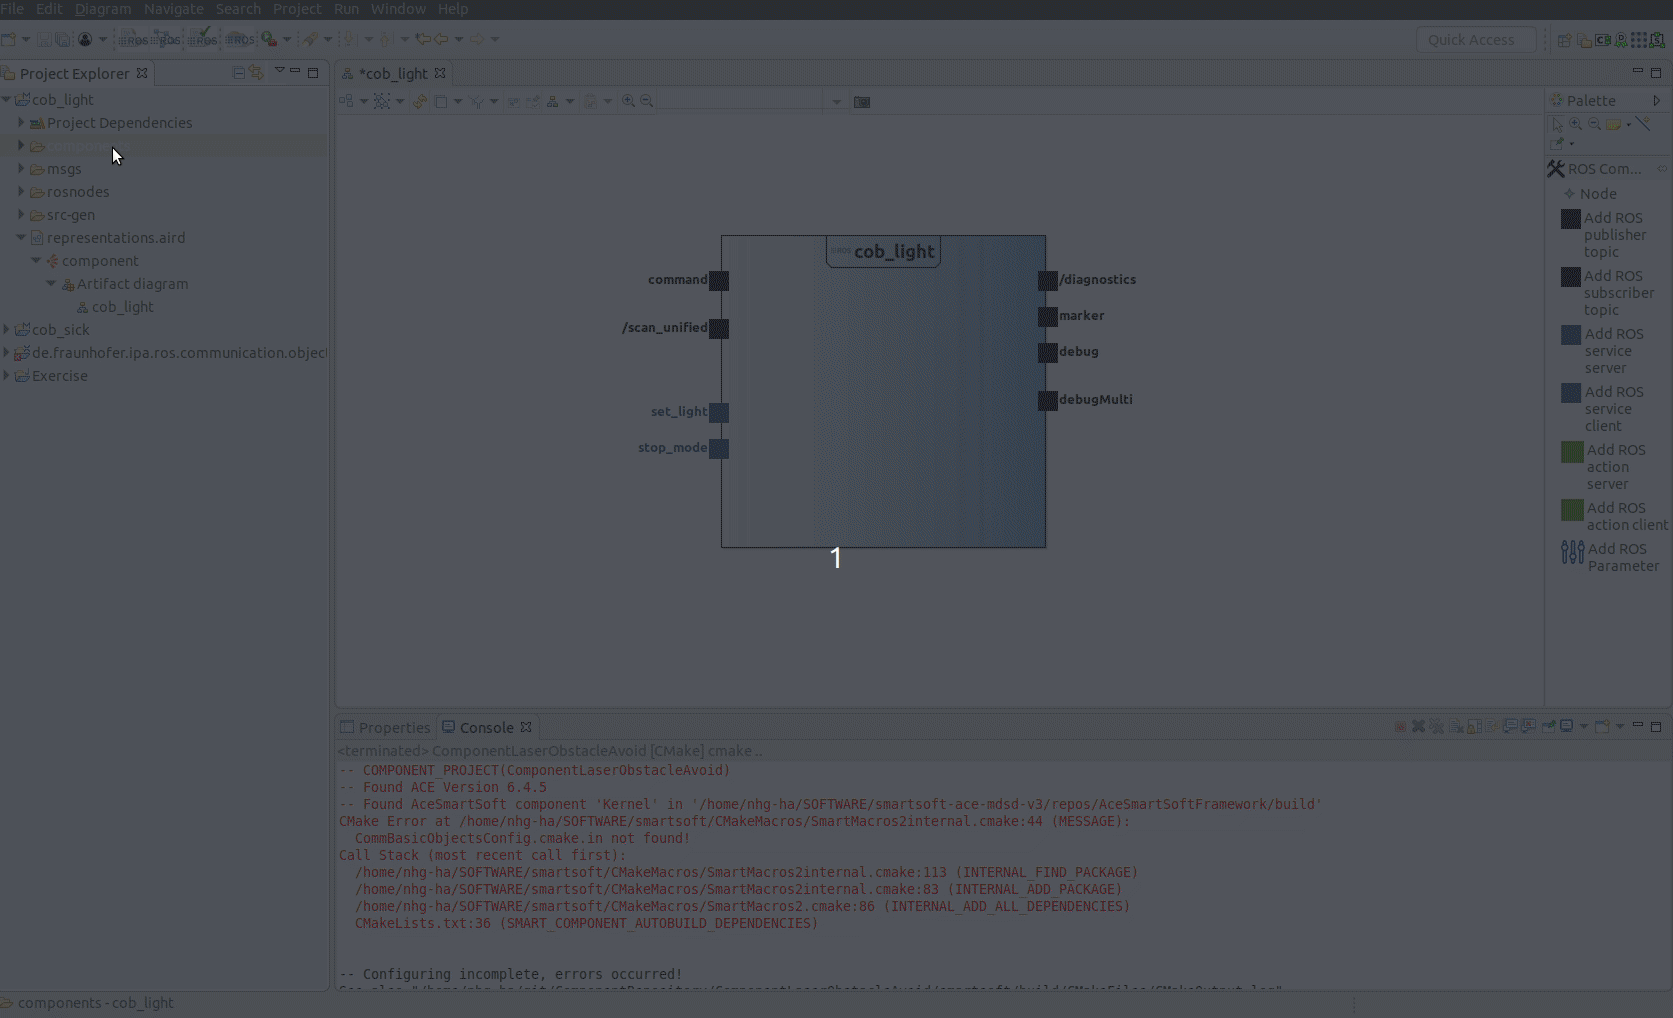 File Edit Diagram Navigate Search Project Run Window Help
Quick Access
Project Explorer
*cob_light
cob_light
Project Dependencies
components
msgs
rosnodes
src-gen
representations.aird
component
Artifact diagram
cob_light
cob_sick
de.fraunhofer.ipa.ros.communication.object
Exercise
cob_light
command
/scan_unified
set_light
stop_mode
/diagnostics
marker
debug
debugMulti
1
Palette
ROS Com...
Node
Add ROS
publisher
topic
Add ROS
subscriber
topic
Add ROS
service
server
Add ROS
service
client
Add ROS
action
server
Add ROS
action client
Add ROS
Parameter
Properties Console
<terminated> ComponentLaserObstacleAvoid [CMake] cmake ..
-- COMPONENT_PROJECT(ComponentLaserObstacleAvoid)
-- Found ACE Version 6.4.5
-- Found AceSmartSoft component 'Kernel' in '/home/nhg-ha/SOFTWARE/smartsoft-ace-mdsd-v3/repos/AceSmartSoftFramework/build'
CMake Error at /home/nhg-ha/SOFTWARE/smartsoft/CMakeMacros/SmartMacros2internal.cmake:44 (MESSAGE):
CommBasicObjectsConfig.cmake.in not found!
Call Stack (most recent call first):
/home/nhg-ha/SOFTWARE/smartsoft/CMakeMacros/SmartMacros2internal.cmake:113 (INTERNAL_FIND_PACKAGE)
/home/nhg-ha/SOFTWARE/smartsoft/CMakeMacros/SmartMacros2internal.cmake:83 (INTERNAL_ADD_PACKAGE)
/home/nhg-ha/SOFTWARE/smartsoft/CMakeMacros/SmartMacros2.cmake:86 (INTERNAL_ADD_ALL_DEPENDENCIES)
CMakeLists.txt:36 (SMART_COMPONENT_AUTOBUILD_DEPENDENCIES)
-- Configuring incomplete, errors occurred!
components - cob_light